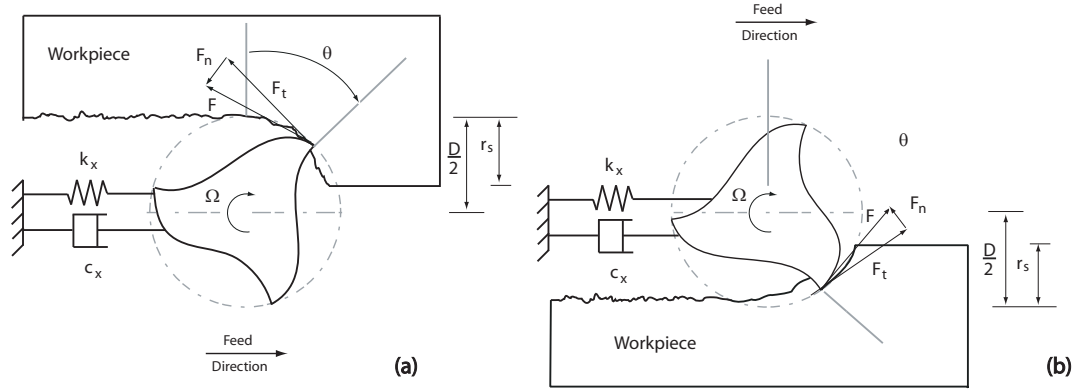 Workpiece
F n
F t
F
θ
D
2
r s
k x
Ω
c x
Feed
Direction
(a)
Feed
Direction
θ
k x
Ω
c x
F
F n
F t
D
2
r s
Workpiece
(b)